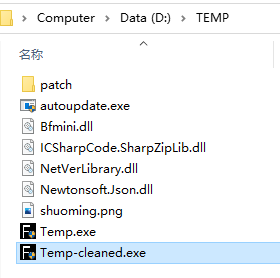 Computer > Data (D:) > TEMP
名称
patch
autoupdate.exe
Bfmini.dll
ICSharpCode.SharpZipLib.dll
NetVerLibrary.dll
Newtonsoft.Json.dll
shuoming.png
Temp.exe
Temp-cleaned.exe